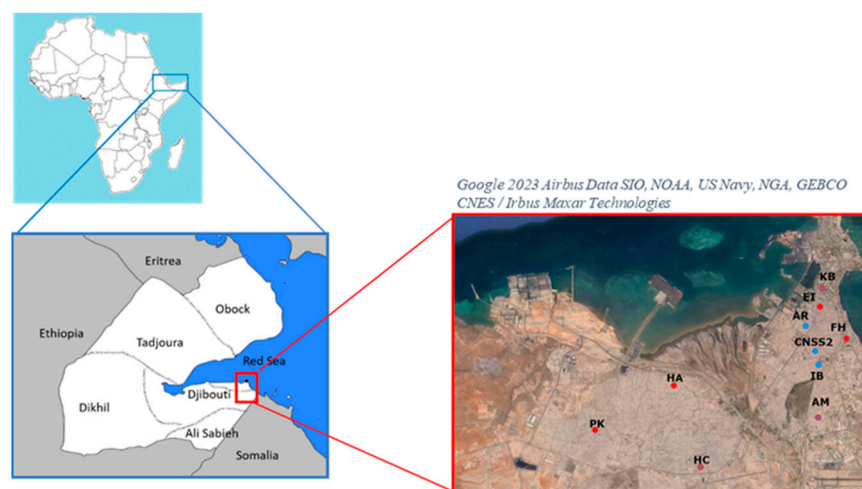 Google 2023 Airbus Data SIO, NOAA, US Navy, NGA, GEBCO
CNES / Irbus Maxar Technologies
Eritrea
Obock
Ethiopia
Tadjoura
Red Sea
Djibouti
Dikhil
Ali Sabieh
Somalia
KB
EI
AR
FH
CNSS2
IB
HA
AM
PK
HC